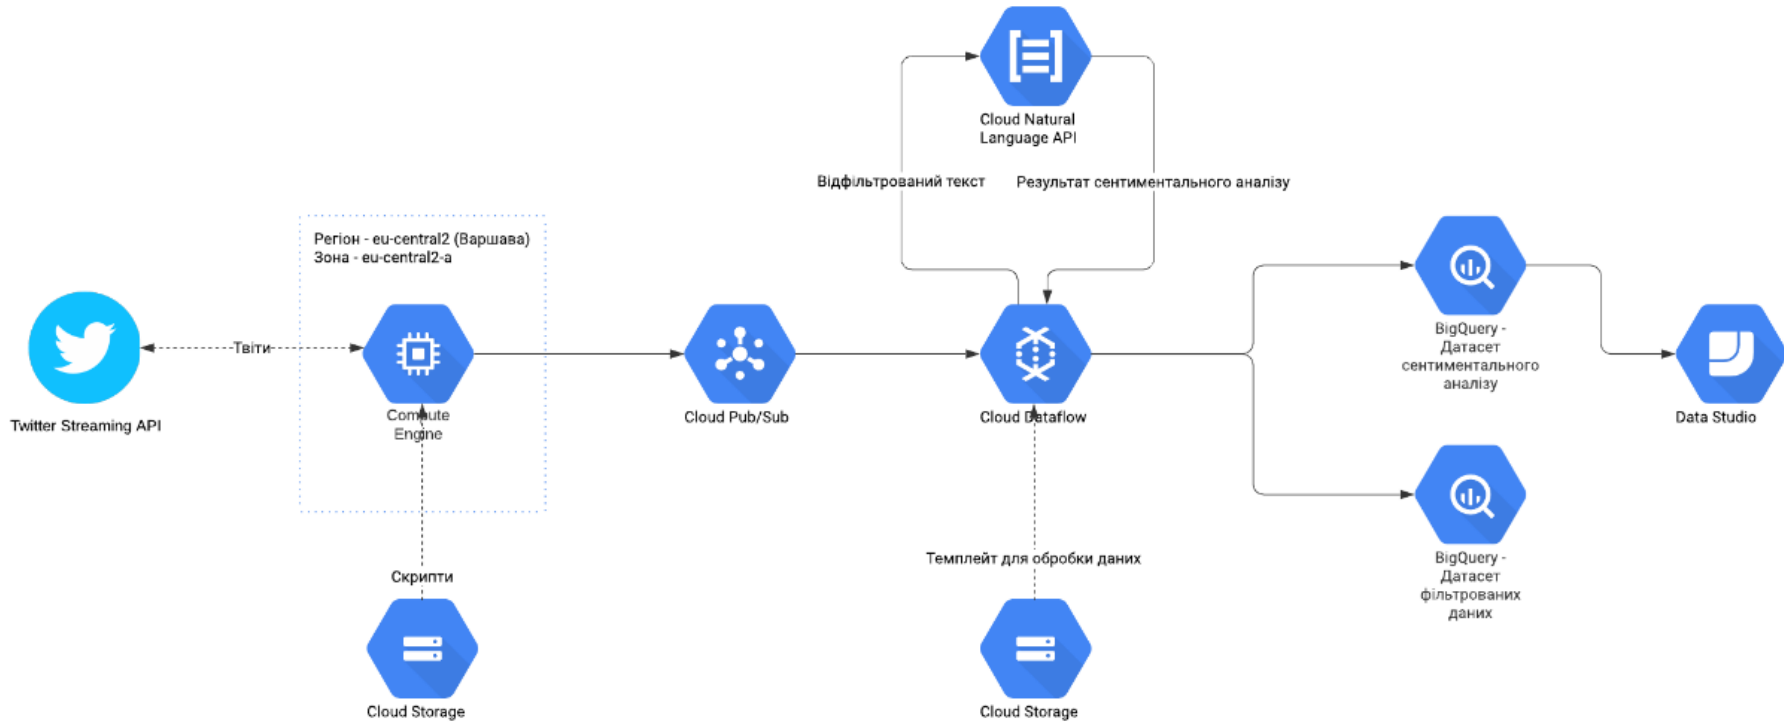 Cloud Natural
Language API
Відфільтрований текст
Результат сентиментального аналізу
Регіон - eu-central2 (Варшава)
Зона - eu-central2-a
Твіти
Twitter Streaming API
Compute
Engine
Cloud Pub/Sub
Cloud Dataflow
BigQuery -
Датасет
сентиментального
аналізу
Data Studio
Скрипти
Cloud Storage
Темплейт для обробки даних
Cloud Storage
BigQuery -
Датасет
фільтрованих
даних